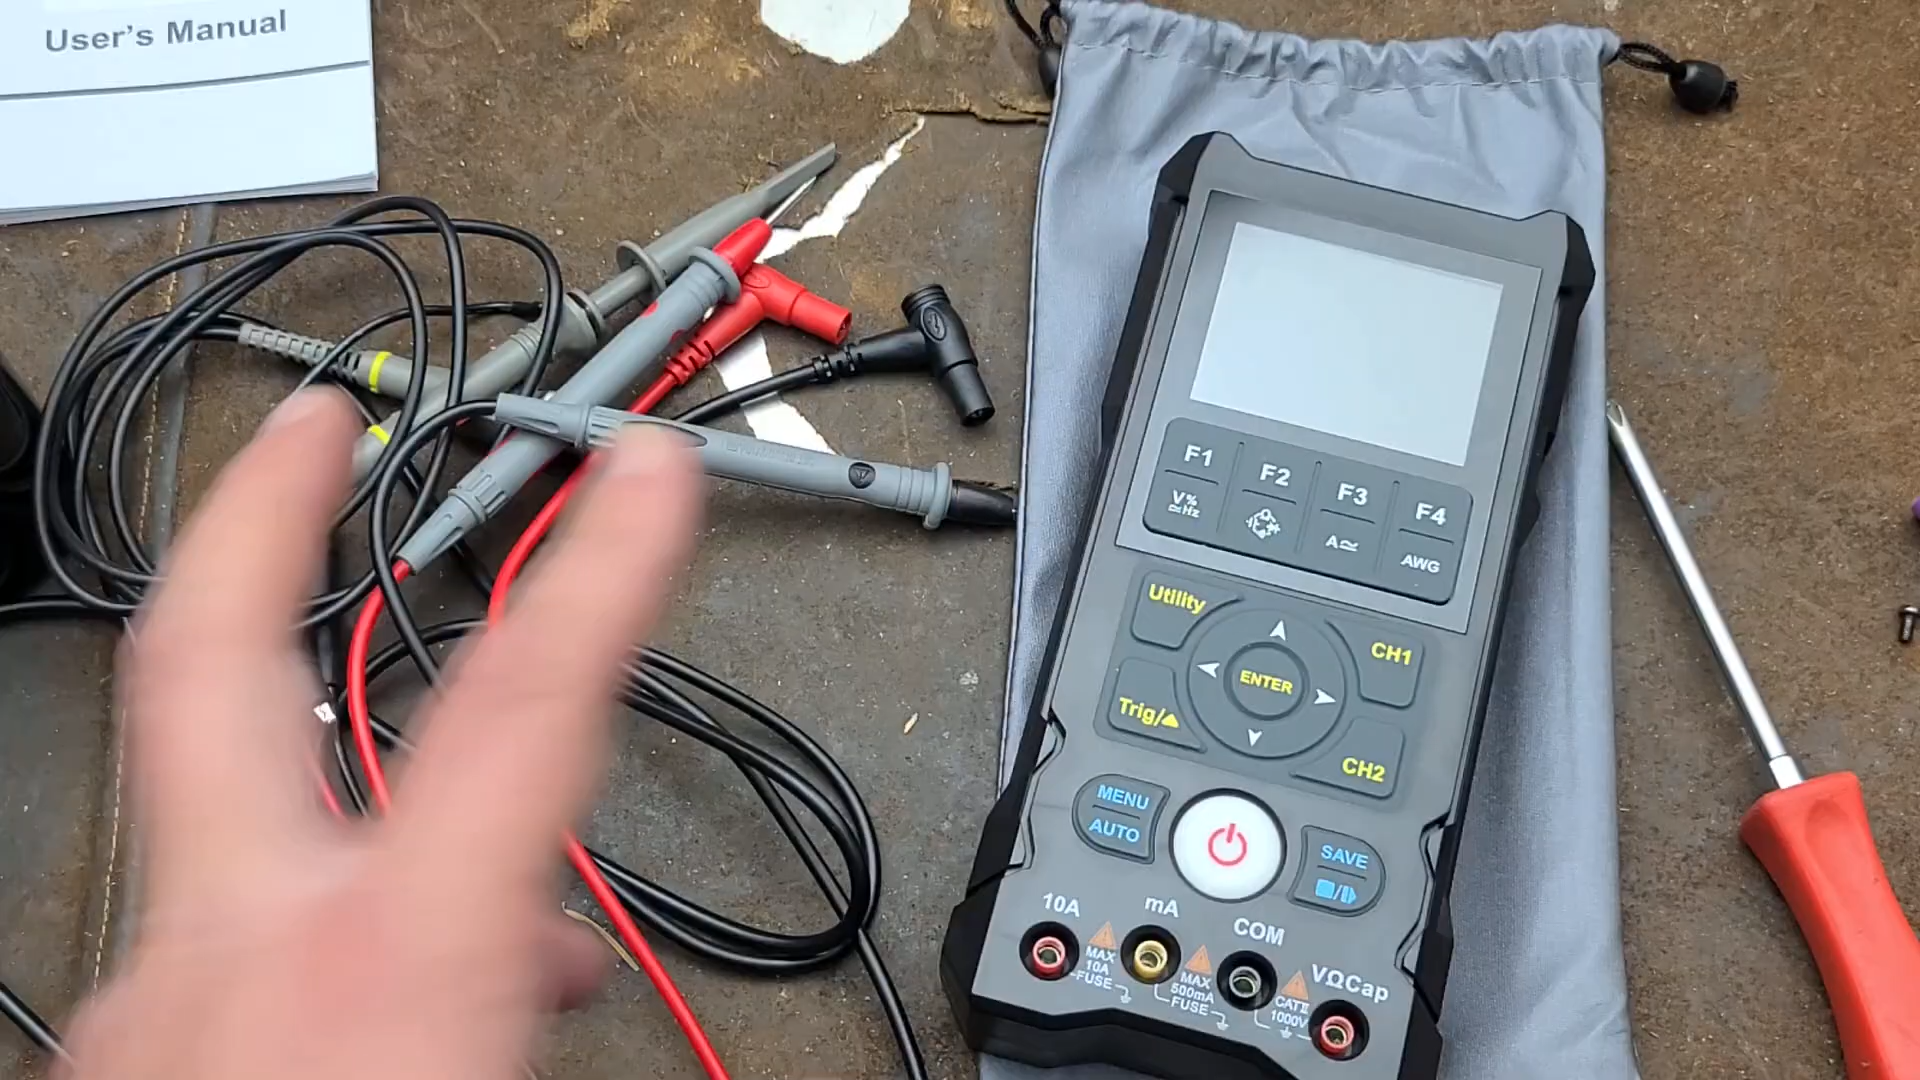 User's Manual
F1
F2
F3
F4
V%
≃Hz
A≃
AWG
Utility
CH1
ENTER
Trig/▲
CH2
MENU
AUTO
SAVE
10A
mA
COM
VΩCap
MAX
10A
FUSE
MAX
500mA
FUSE
CATII
1000V